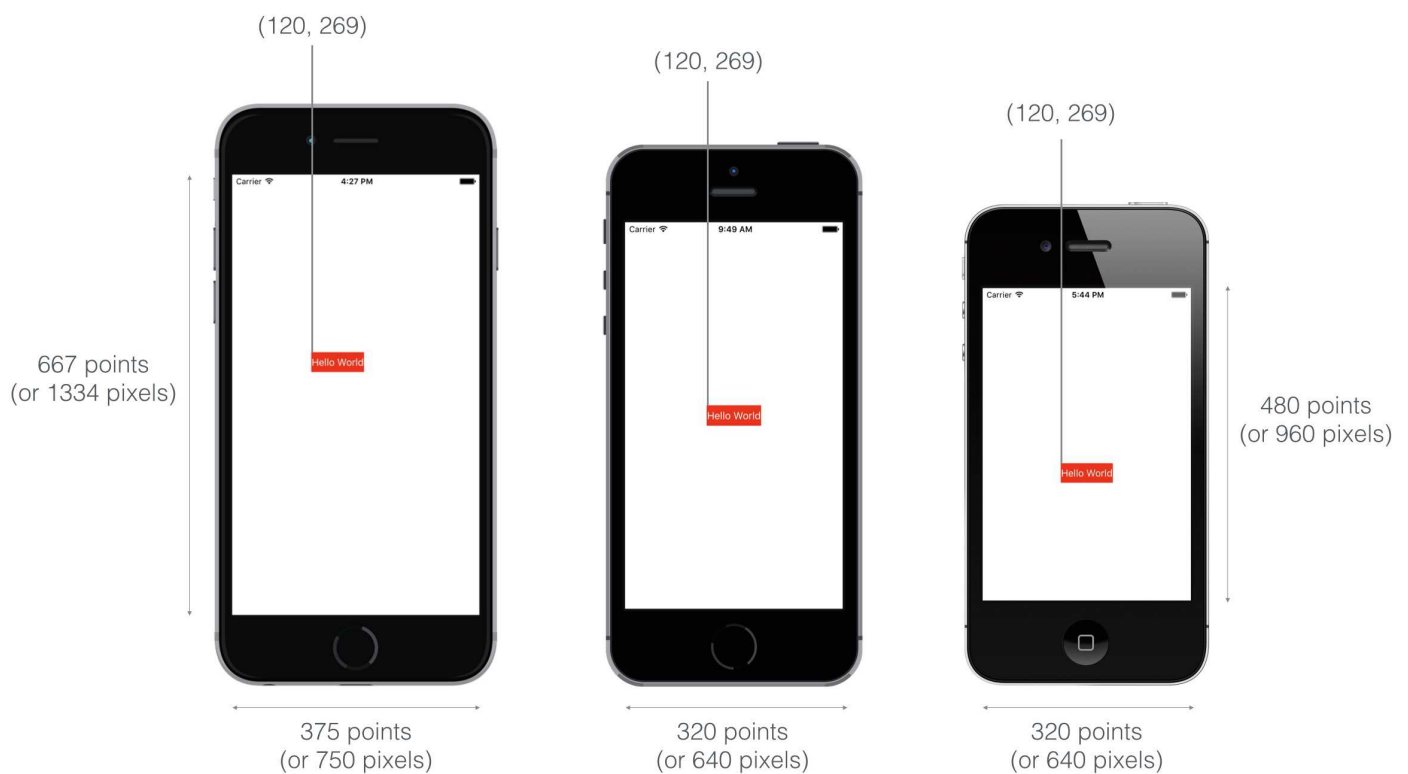 (120, 269)
(120, 269)
(120, 269)
Carrier 4:27 PM
Carrier 9:49 AM
Carrier 5:44 PM
Hello World
667 points
(or 1334 pixels)
Hello World
480 points
(or 960 pixels)
Hello World
375 points
(or 750 pixels)
320 points
(or 640 pixels)
320 points
(or 640 pixels)